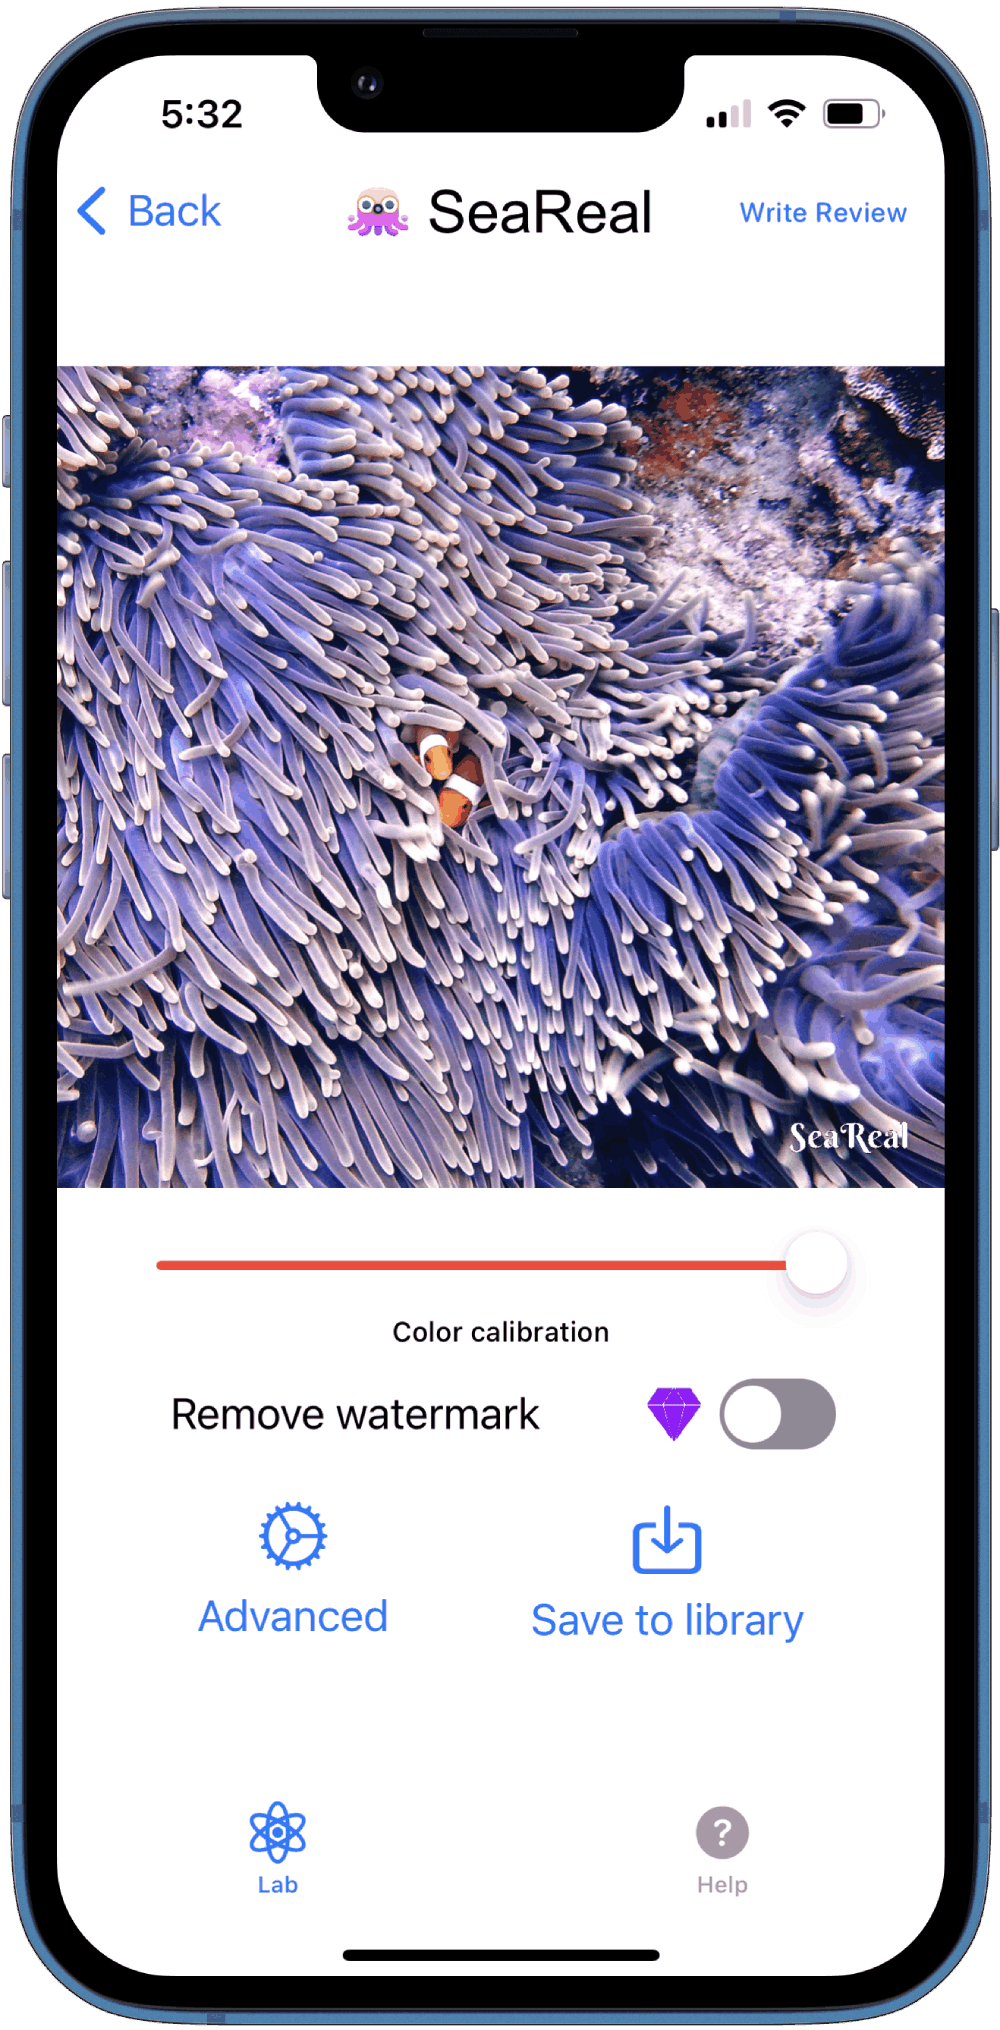 5:32
Back
SeaReal
Write Review
SeaReal
Color calibration
Remove watermark
Advanced
Save to library
Lab
?
Help